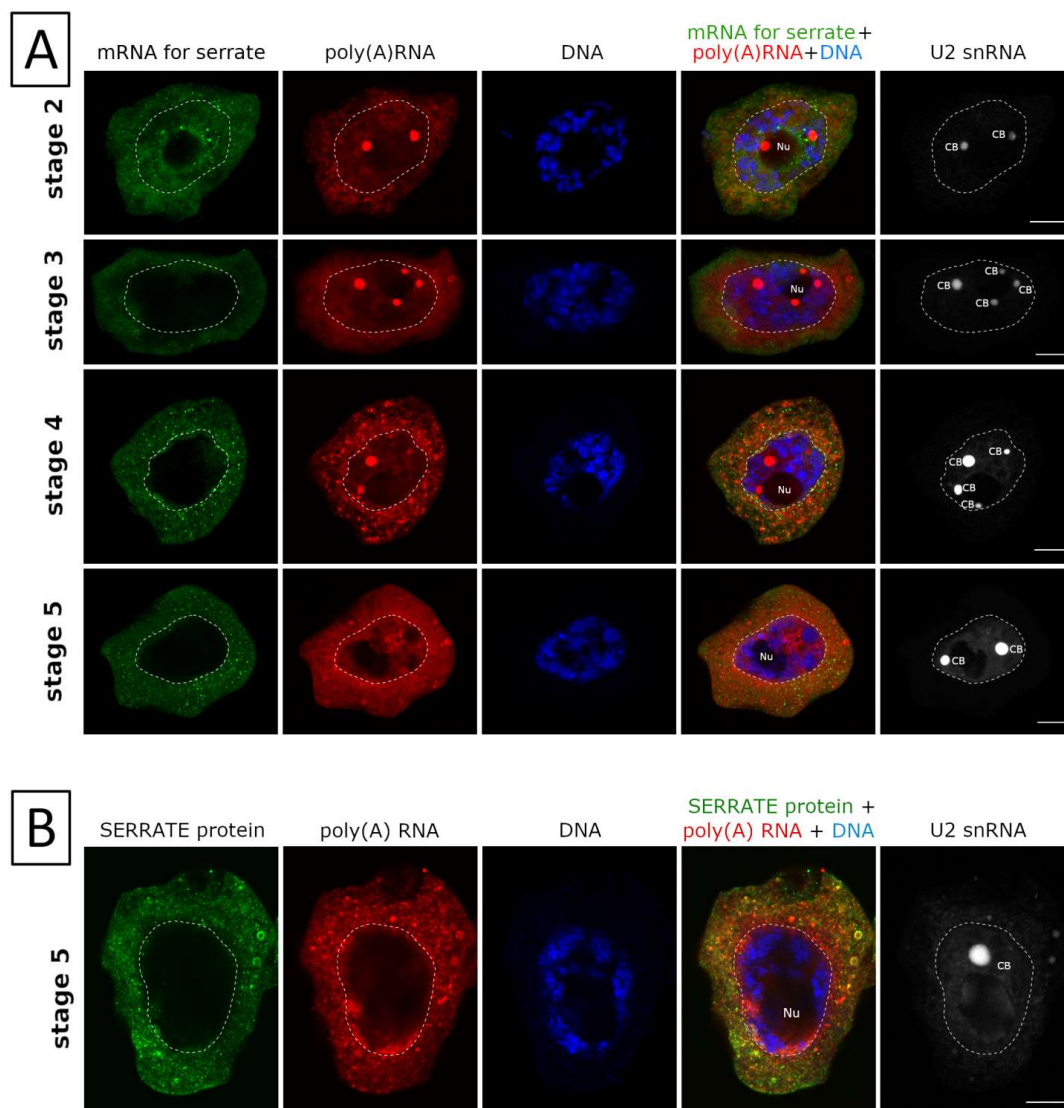 A
mRNA for serrate
poly(A)RNA
DNA
mRNA for serrate+
poly(A)RNA+DNA
U2 snRNA
stage 2
Nu
CB
CB
stage 3
Nu
CB
CB
CB
CB
stage 4
Nu
CB
CB
CB
CB
stage 5
Nu
CB
CB
B
SERRATE protein
poly(A) RNA
DNA
SERRATE protein +
poly(A) RNA + DNA
U2 snRNA
stage 5
Nu
CB